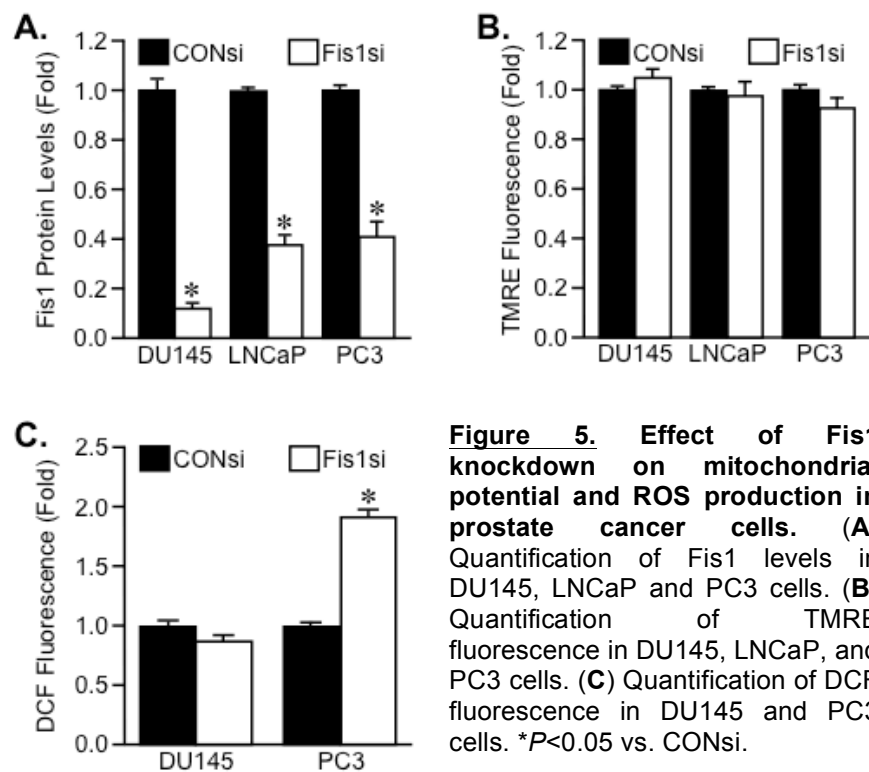 A.
1.2
1.0
0.8
0.6
0.4
0.2
0.0
Fis1 Protein Levels (Fold)
CONsi
Fis1si
*
*
*
DU145 LNCaP PC3
B.
1.2
1.0
0.8
0.6
0.4
0.2
0.0
TMRE Fluorescence (Fold)
CONsi
Fis1si
DU145 LNCaP PC3
C.
2.5
2.0
1.5
1.0
0.5
0.0
DCF Fluorescence (Fold)
CONsi
Fis1si
*
DU145 PC3
Figure 5. Effect of Fis1
knockdown on mitochondria
potential and ROS production in
prostate cancer cells. (A
Quantification of Fis1 levels in
DU145, LNCaP and PC3 cells. (B
Quantification of TMRE
fluorescence in DU145, LNCaP, and
PC3 cells. (C) Quantification of DCF
fluorescence in DU145 and PC3
cells. *P<0.05 vs. CONsi.